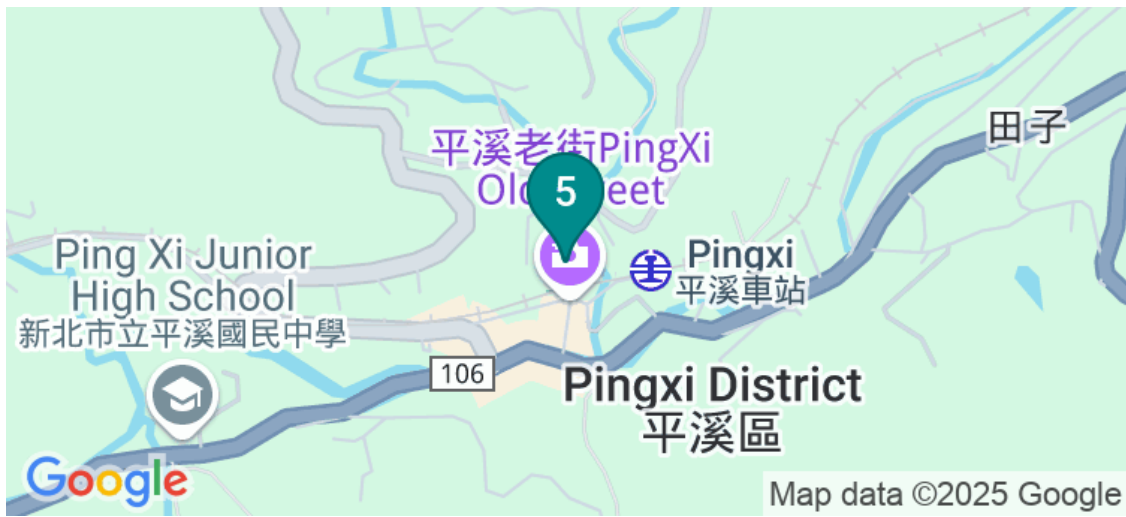 田子
平溪老街PingXi
Old
eet
5
Ping Xi Junior
High School
新北市立平溪國民中學
Pingxi
平溪車站
106
Pingxi District
平溪區
Google
Map data ©2025 Google